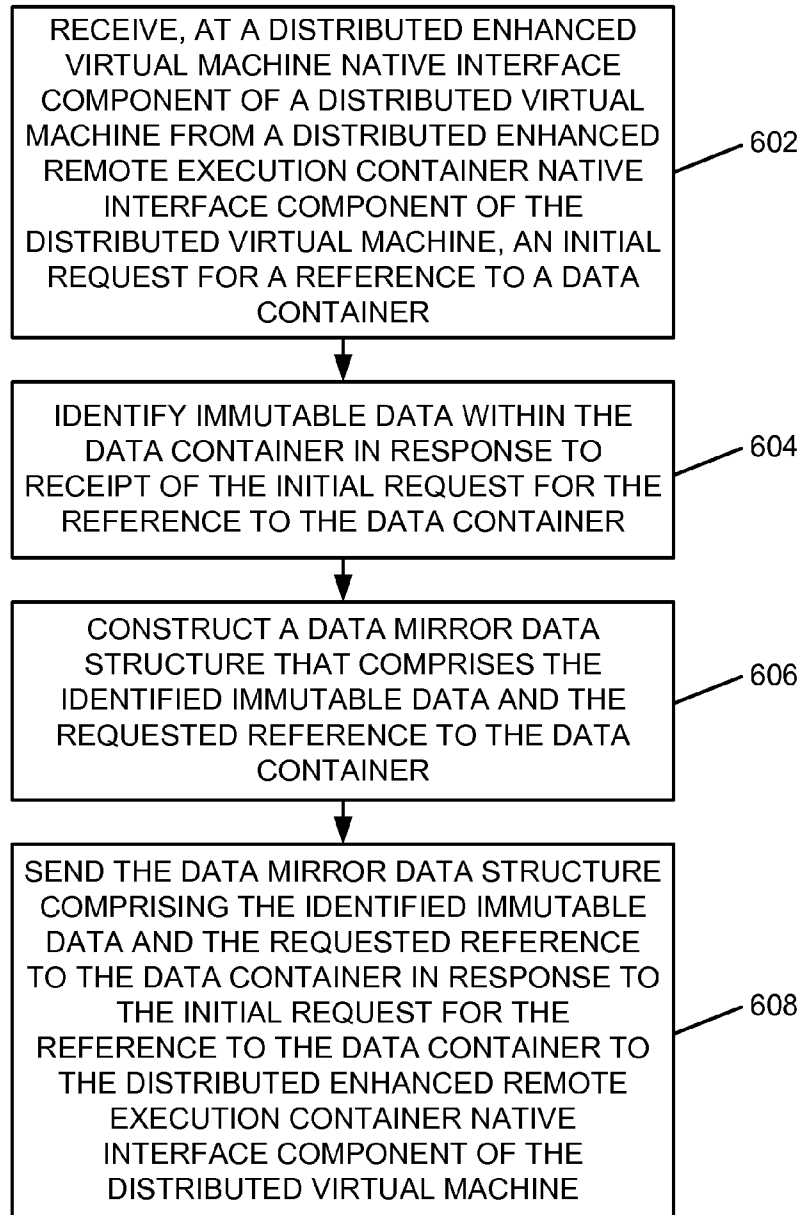 RECEIVE, AT A DISTRIBUTED ENHANCED
VIRTUAL MACHINE NATIVE INTERFACE
COMPONENT OF A DISTRIBUTED VIRTUAL
MACHINE FROM A DISTRIBUTED ENHANCED
REMOTE EXECUTION CONTAINER NATIVE
INTERFACE COMPONENT OF THE
DISTRIBUTED VIRTUAL MACHINE, AN INITIAL
REQUEST FOR A REFERENCE TO A DATA
CONTAINER
602
IDENTIFY IMMUTABLE DATA WITHIN THE
DATA CONTAINER IN RESPONSE TO
RECEIPT OF THE INITIAL REQUEST FOR THE
REFERENCE TO THE DATA CONTAINER
604
CONSTRUCT A DATA MIRROR DATA
STRUCTURE THAT COMPRISES THE
IDENTIFIED IMMUTABLE DATA AND THE
REQUESTED REFERENCE TO THE DATA
CONTAINER
606
SEND THE DATA MIRROR DATA STRUCTURE
COMPRISING THE IDENTIFIED IMMUTABLE
DATA AND THE REQUESTED REFERENCE
TO THE DATA CONTAINER IN RESPONSE TO
THE INITIAL REQUEST FOR THE
REFERENCE TO THE DATA CONTAINER TO
THE DISTRIBUTED ENHANCED REMOTE
EXECUTION CONTAINER NATIVE
INTERFACE COMPONENT OF THE
DISTRIBUTED VIRTUAL MACHINE
608